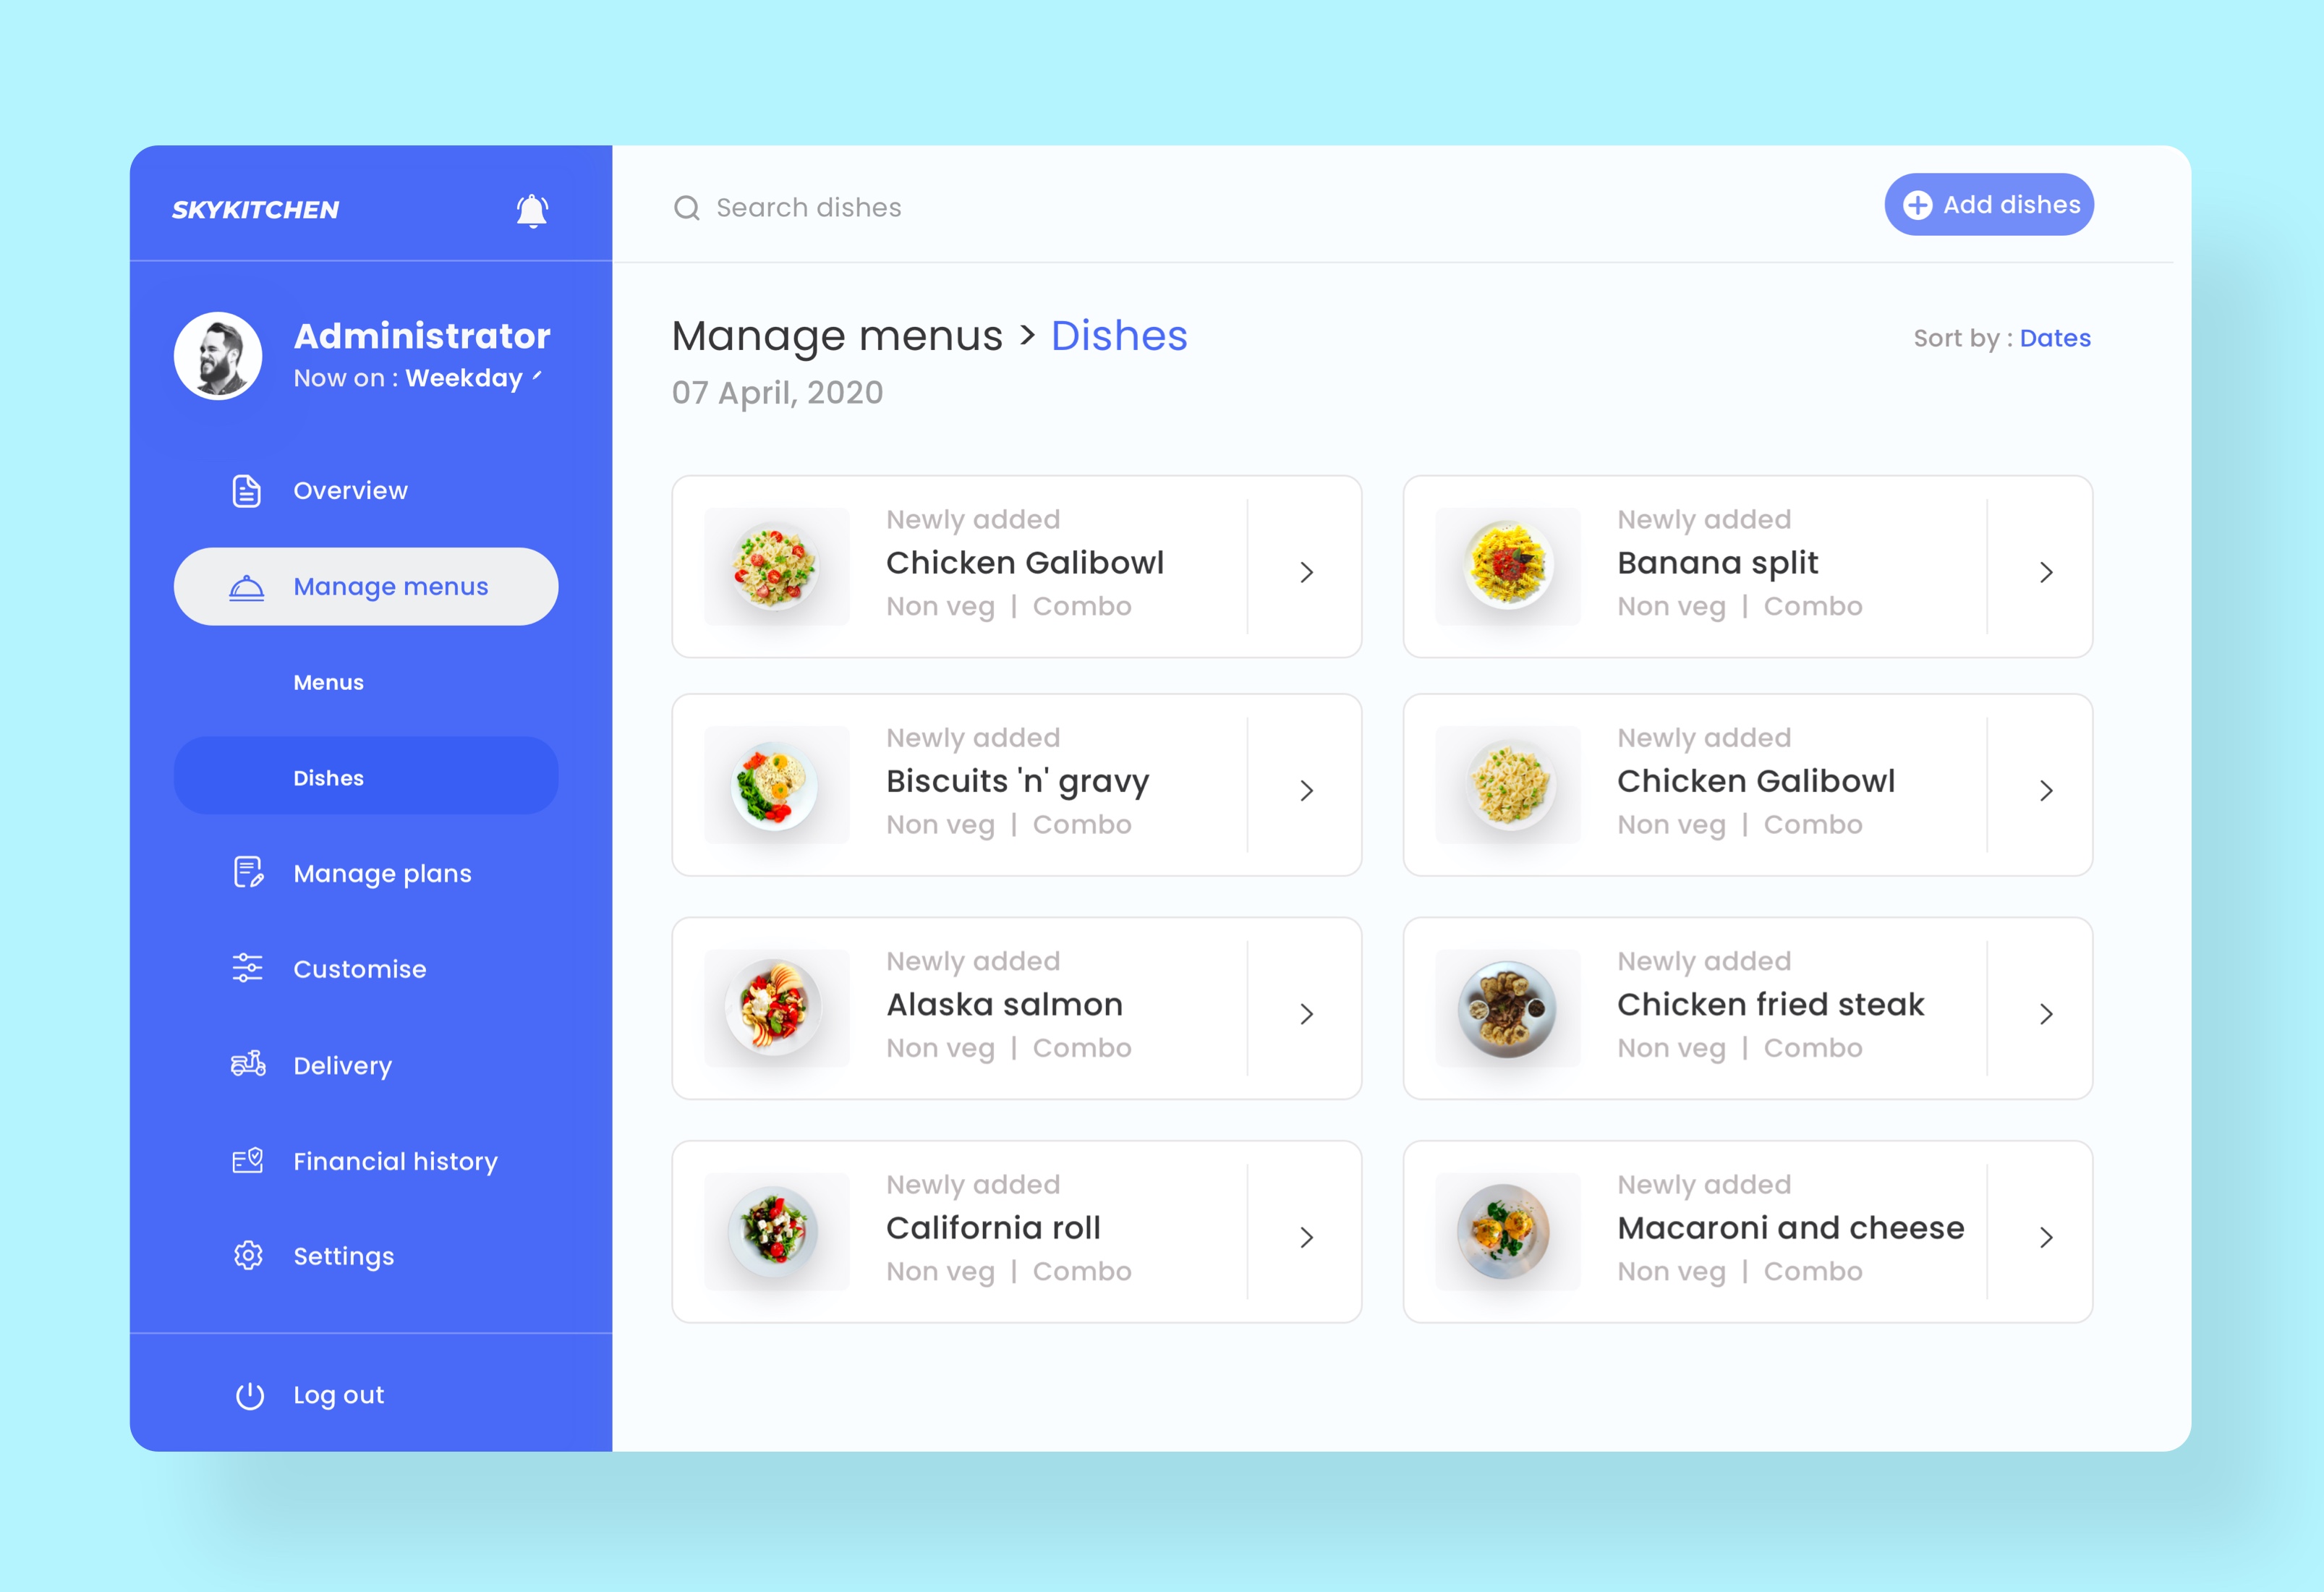 SKYKITCHEN
Administrator
Now on : Weekday
Overview
Manage menus
Menus
Dishes
Manage plans
Customise
Delivery
Financial history
Settings
Log out
Search dishes
Add dishes
Manage menus > Dishes
Sort by : Dates
07 April, 2020
Newly added
Chicken Galibowl
Non veg | Combo
Newly added
Banana split
Non veg | Combo
Newly added
Biscuits 'n' gravy
Non veg | Combo
Newly added
Chicken Galibowl
Non veg | Combo
Newly added
Alaska salmon
Non veg | Combo
Newly added
Chicken fried steak
Non veg | Combo
Newly added
California roll
Non veg | Combo
Newly added
Macaroni and cheese
Non veg | Combo